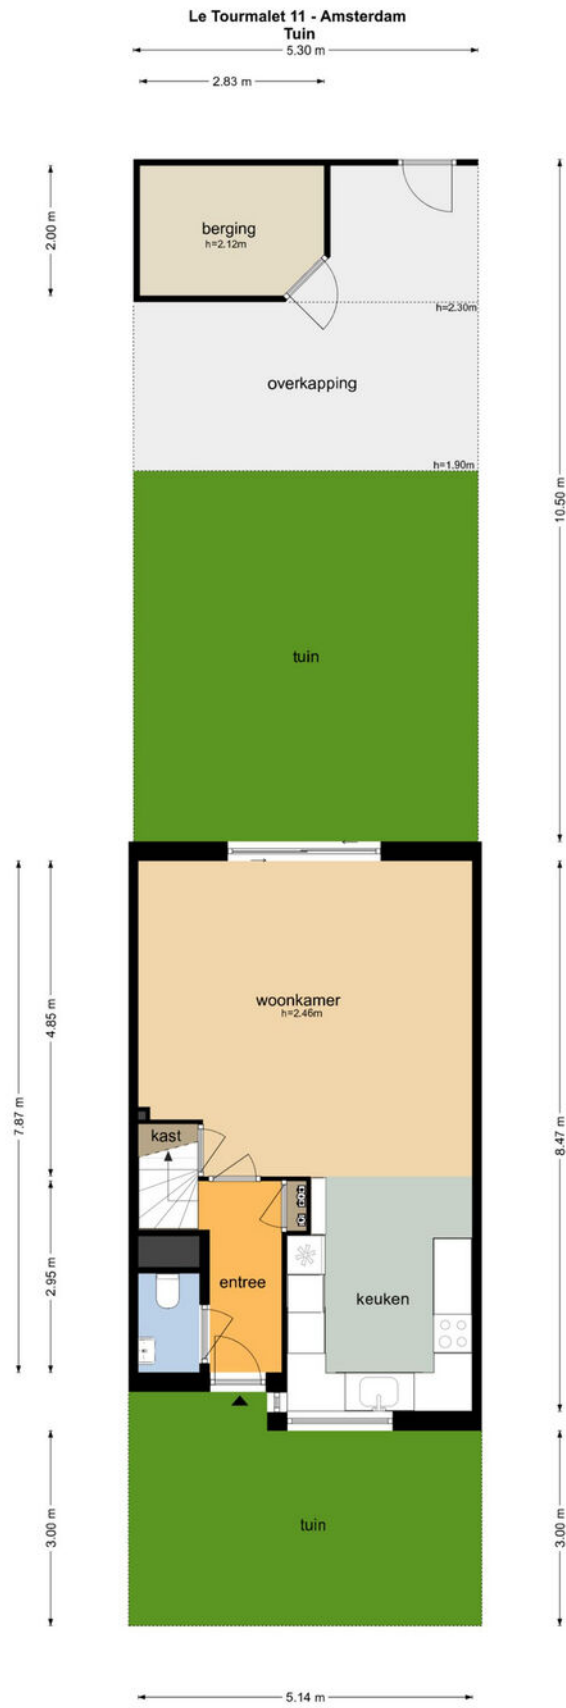 Le Tourmalet 11 - Amsterdam
Tuin
5.30 m
2.83 m
2.00 m
berging
h=2.12m
h=2.30m
overkapping
h=1.90m
10.50 m
tuin
woonkamer
h=2.46m
4.85 m
7.87 m
8.47 m
kast
2.95 m
entree
keuken
3.00 m
tuin
3.00 m
5.14 m